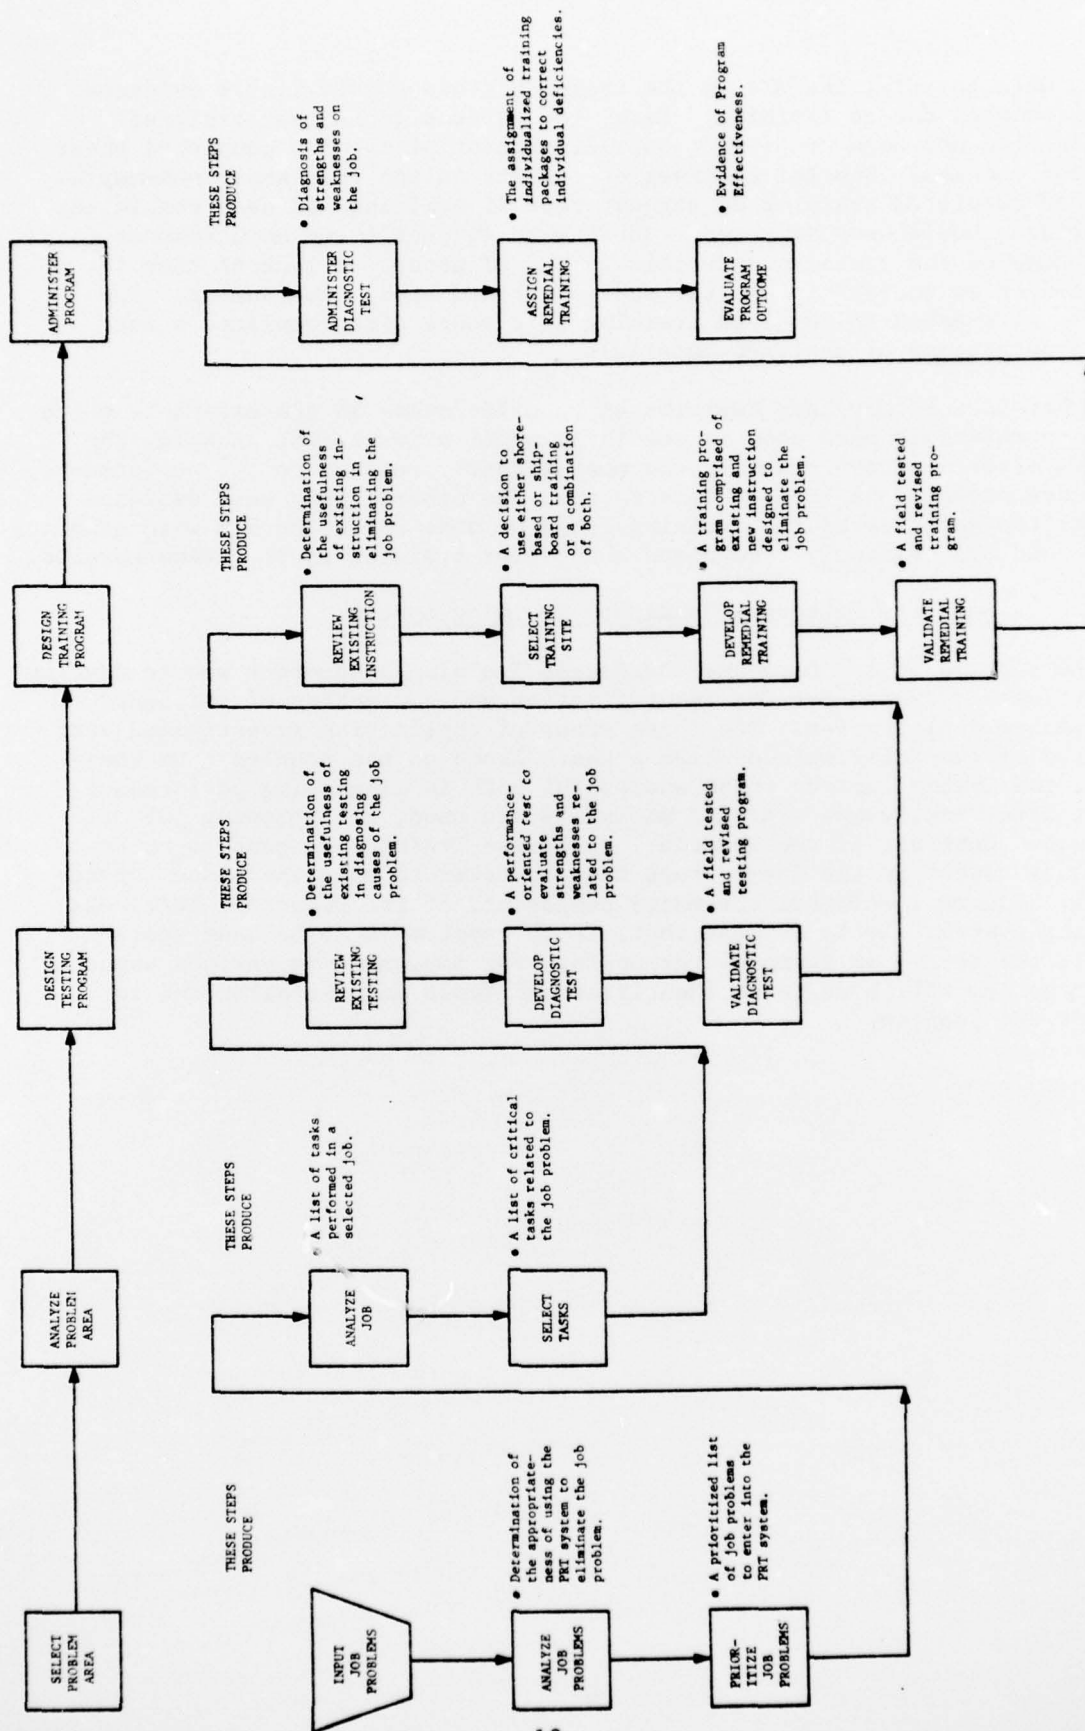 SELECT
PROBLEM
AREA
ANALYZE
PROBLEM
AREA
DESIGN
TESTING
PROGRAM
DESIGN
TRAINING
PROGRAM
ADMINISTER
PROGRAM
THESE STEPS
PRODUCE
INPUT
JOB
PROBLEMS
ANALYZE
JOB
PROBLEMS
• Determination of
the appropriate-
ness of using the
PRT system to
eliminate the job
problem.
PRIOR-
ITIZE
JOB
PROBLEMS
• A prioritized list
of job problems
to enter into the
PRT system.
THESE STEPS
PRODUCE
ANALYZE
JOB
• A list of tasks
performed in a
selected job.
SELECT
TASKS
• A list of critical
tasks related to
the job problem.
THESE STEPS
PRODUCE
REVIEW
EXISTING
TESTING
• Determination of
the usefulness of
existing testing
in diagnosing
causes of the job
problem.
DEVELOP
DIAGNOSTIC
TEST
• A performance-
oriented test to
evaluate
strengths and
weaknesses re-
lated to the job
problem.
VALIDATE
DIAGNOSTIC
TEST
• A field tested
and revised
testing program.
THESE STEPS
PRODUCE
REVIEW
EXISTING
INSTRUCTION
• Determination of
the usefulness
of existing in-
struction in
eliminating the
job problem.
SELECT
TRAINING
SITE
• A decision to
use either shore-
based or ship-
board training
or a combination
of both.
DEVELOP
REMEDIAL
TRAINING
• A training pro-
gram comprised of
existing and
new instruction
designed to
eliminate the
job problem.
VALIDATE
REMEDIAL
TRAINING
• A field tested
and revised
training pro-
gram.
THESE STEPS
PRODUCE
ADMINISTER
DIAGNOSTIC
TEST
• Diagnosis of
strengths and
weaknesses on
the job.
ASSIGN
REMEDIAL
TRAINING
• The assignment of
individualized training
packages to correct
individual deficiencies.
EVALUATE
PROGRAM
OUTCOME
• Evidence of Program
Effectiveness.